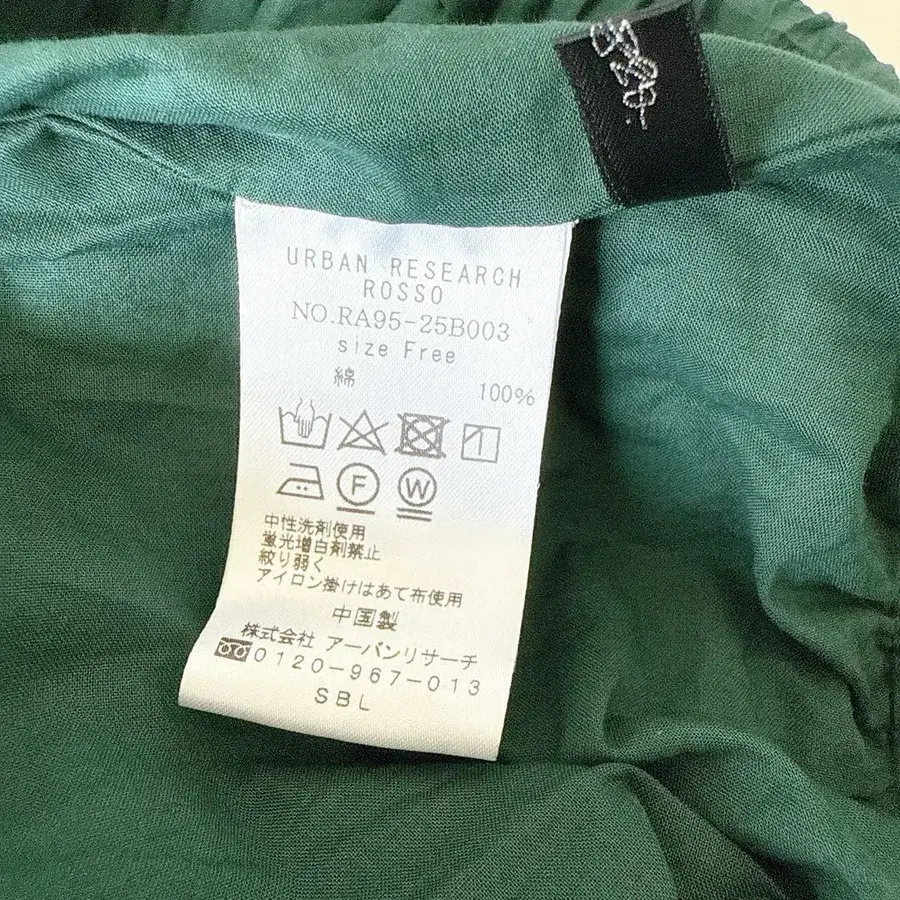 URBAN RESEARCH
ROSSO
NO.RA95-25B003
size Free
綿 100%
F W
中性洗剤使用
蛍光増白剤禁止
絞り弱く
アイロン掛けはあて布使用
中国製
株式会社 アーバンリサーチ
0120-967-013
SBL